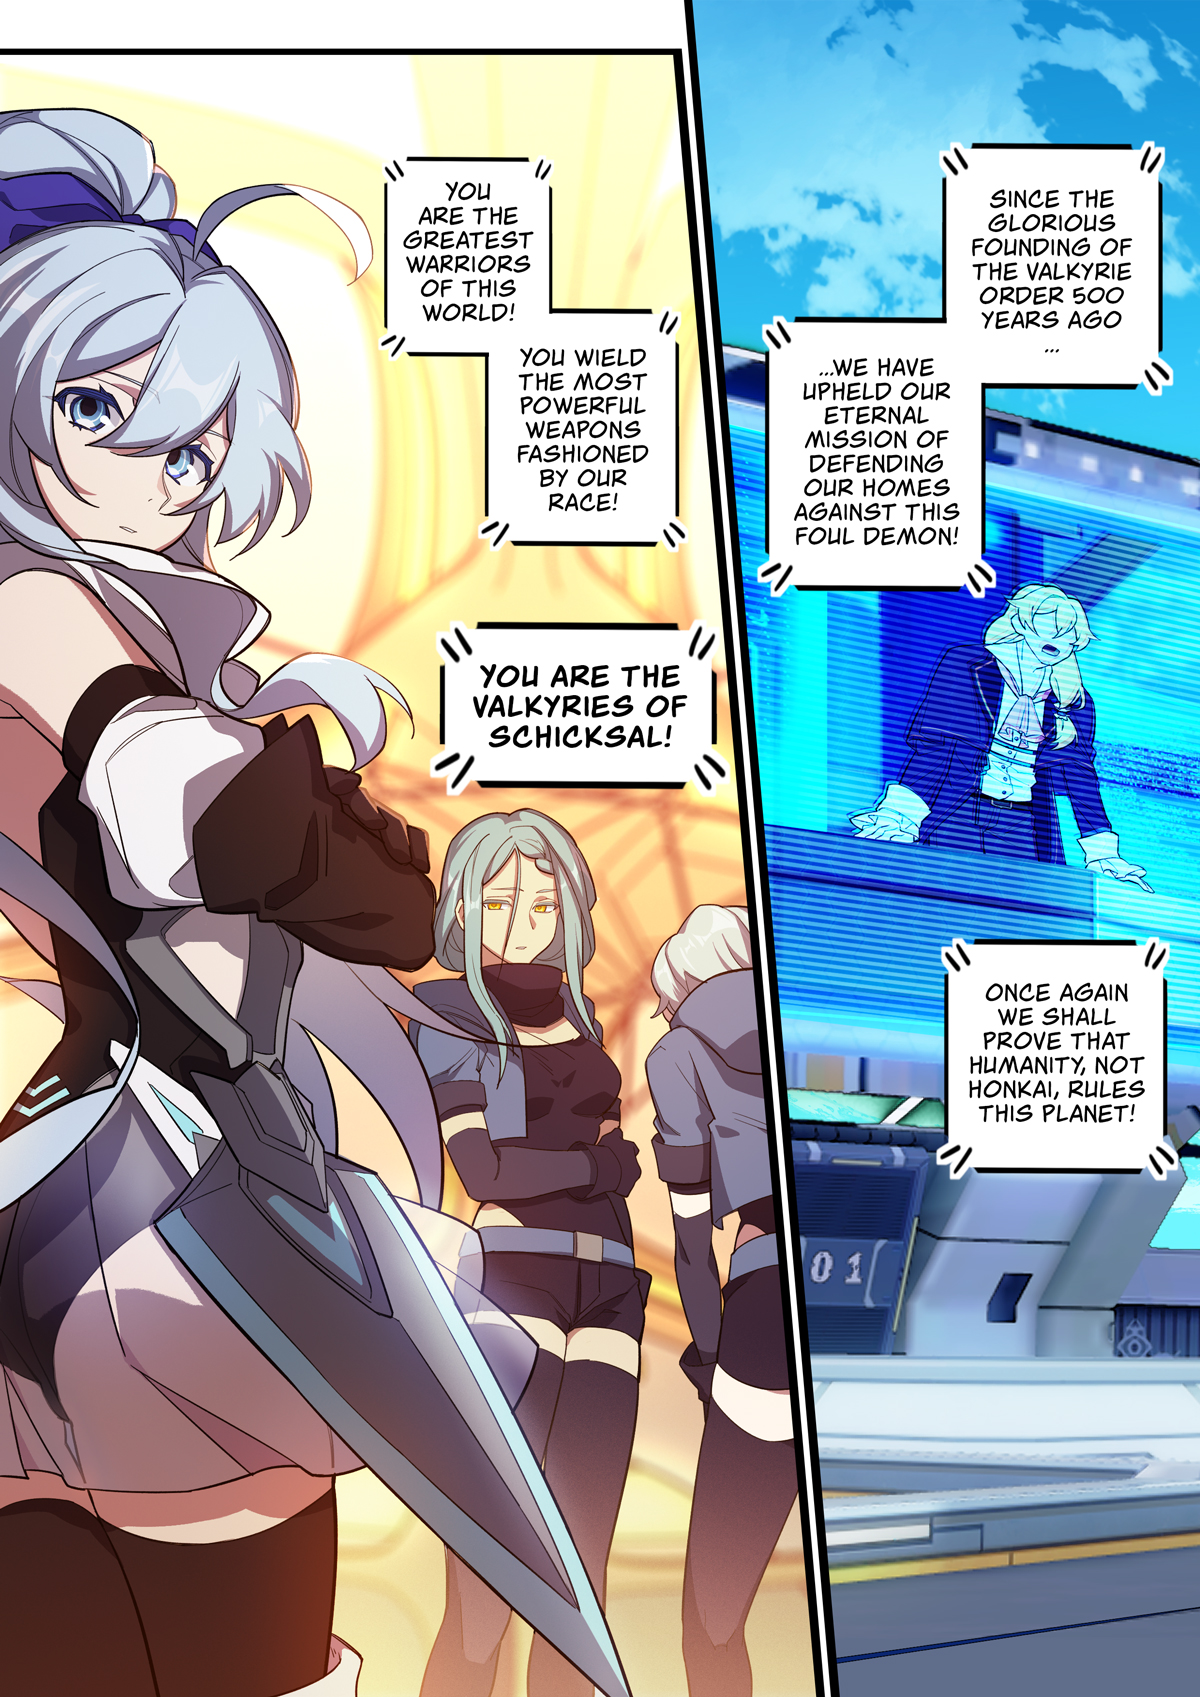 SINCE THE
GLORIOUS
FOUNDING OF
THE VALKYRIE
ORDER 500
YEARS AGO
...
...WE HAVE
UPHELD OUR
ETERNAL
MISSION OF
DEFENDING
OUR HOMES
AGAINST THIS
FOUL DEMON!
ONCE AGAIN
WE SHALL
PROVE THAT
HUMANITY, NOT
HONKAI, RULES
THIS PLANET!
01
YOU
ARE THE
GREATEST
WARRIORS
OF THIS
WORLD!
YOU WIELD
THE MOST
POWERFUL
WEAPONS
FASHIONED
BY OUR
RACE!
YOU ARE THE
VALKYRIES OF
SCHICKSAL!